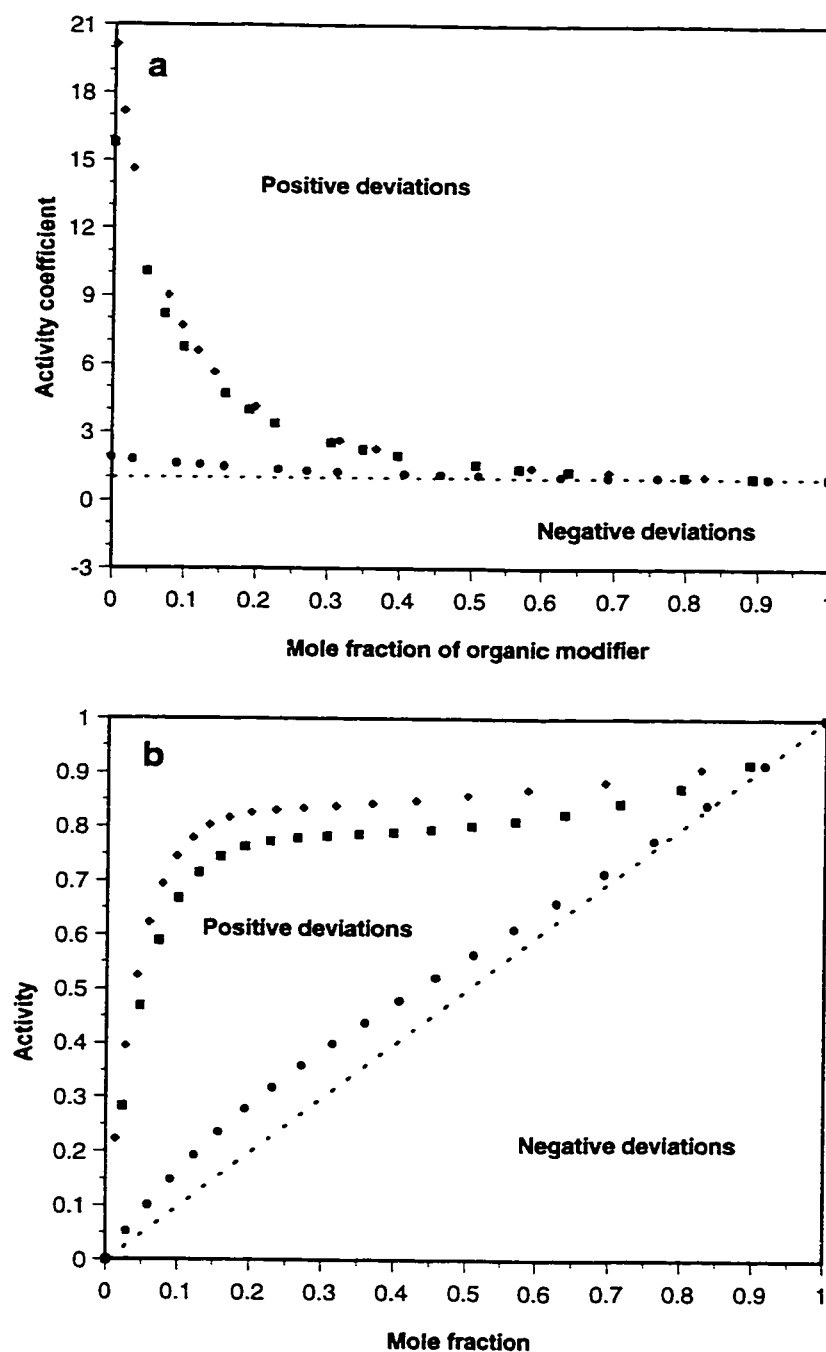 21
a
18
15
Positive deviations
12
Activity coefficient
9
6
3
0
Negative deviations
-3
0 0.1 0.2 0.3 0.4 0.5 0.6 0.7 0.8 0.9 1
Mole fraction of organic modifier
1
b
0.9
0.8
0.7
Positive deviations
0.6
Activity
0.5
0.4
0.3
Negative deviations
0.2
0.1
0
0 0.1 0.2 0.3 0.4 0.5 0.6 0.7 0.8 0.9 1
Mole fraction